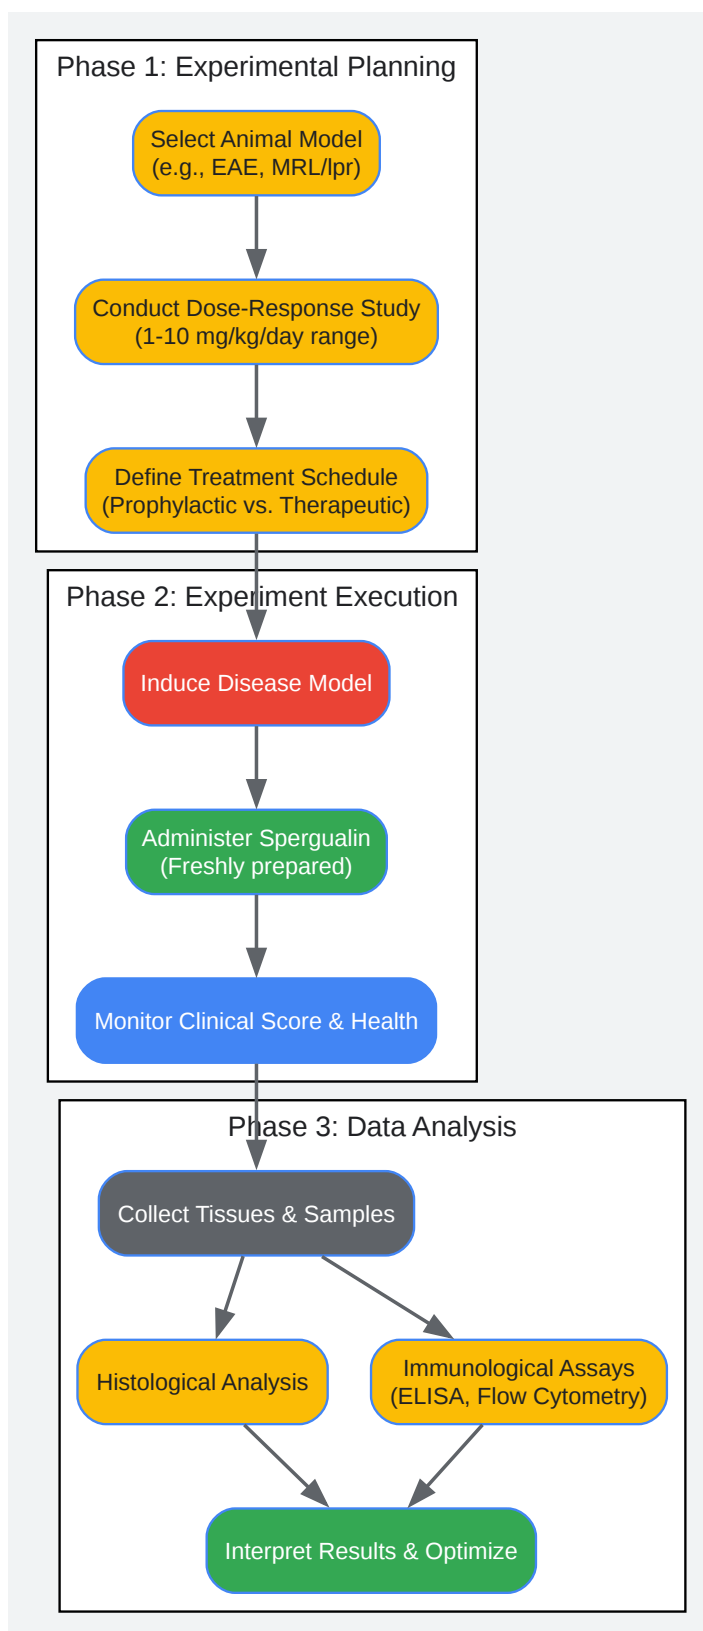 Phase 1: Experimental Planning
Select Animal Model
(e.g., EAE, MRL/lpr)
Conduct Dose-Response Study
(1-10 mg/kg/day range)
Define Treatment Schedule
(Prophylactic vs. Therapeutic)
Phase 2: Experiment Execution
Induce Disease Model
Administer Spergualin
(Freshly prepared)
Monitor Clinical Score & Health
Phase 3: Data Analysis
Collect Tissues & Samples
Histological Analysis
Immunological Assays
(ELISA, Flow Cytometry)
Interpret Results & Optimize